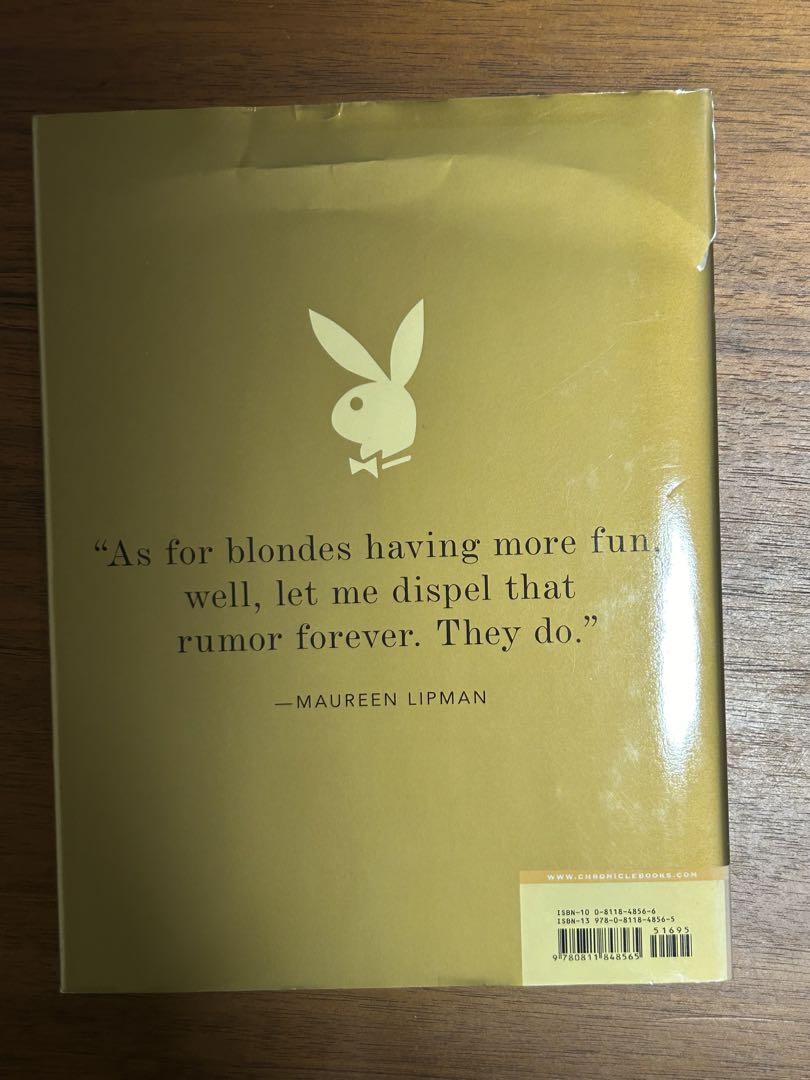 “As for blondes having more fun,
well, let me dispel that
rumor forever. They do.”
—MAUREEN LIPMAN
WWW.CHRONICLEBOOKS.COM
ISBN-10 0-8118-4856-6
ISBN-13 978-0-8118-4856-5
51695
9 780811 848565